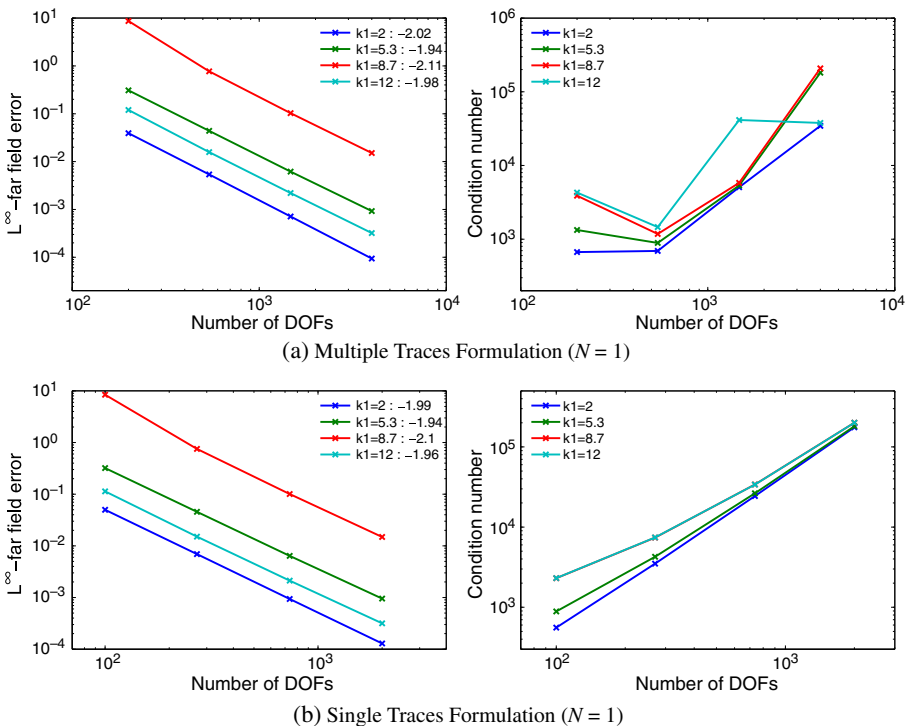 L^∞−far field error
10^1
10^0
10^−1
10^−2
10^−3
10^−4
k1=2 : −2.02
k1=5.3 : −1.94
k1=8.7 : −2.11
k1=12 : −1.98
10^2 10^3 10^4
Number of DOFs
Condition number
10^6
10^5
10^4
10^3
k1=2
k1=5.3
k1=8.7
k1=12
10^2 10^3 10^4
Number of DOFs
(a) Multiple Traces Formulation (N = 1)
L^∞−far field error
10^1
10^0
10^−1
10^−2
10^−3
10^−4
k1=2 : −1.99
k1=5.3 : −1.94
k1=8.7 : −2.1
k1=12 : −1.96
10^2 10^3
Number of DOFs
Condition number
10^5
10^4
10^3
k1=2
k1=5.3
k1=8.7
k1=12
10^2 10^3
Number of DOFs
(b) Single Traces Formulation (N = 1)